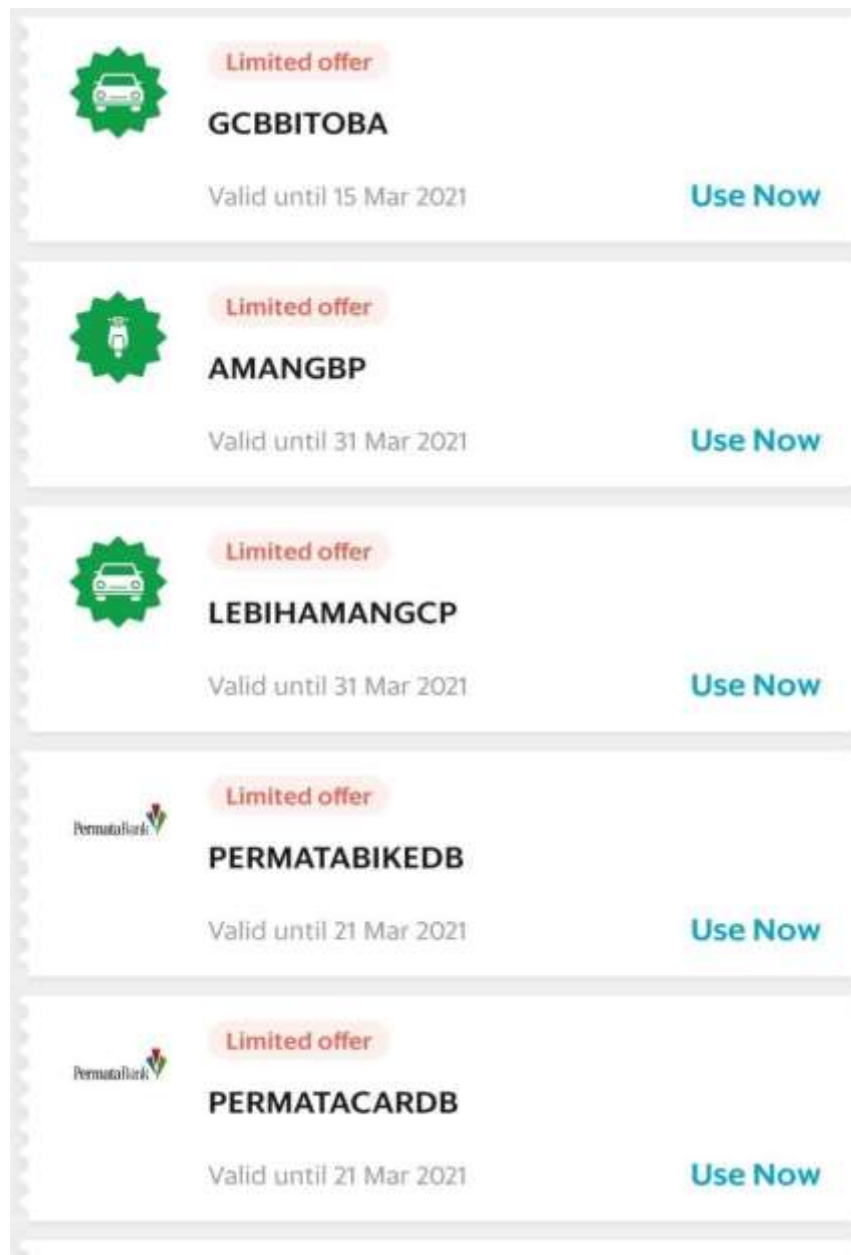 Limited offer
GCBBITOBA
Valid until 15 Mar 2021
Use Now
Limited offer
AMANGBP
Valid until 31 Mar 2021
Use Now
Limited offer
LEBIHAMANGCP
Valid until 31 Mar 2021
Use Now
PermataBank
Limited offer
PERMATABIKEDB
Valid until 21 Mar 2021
Use Now
PermataBank
Limited offer
PERMATACARDB
Valid until 21 Mar 2021
Use Now